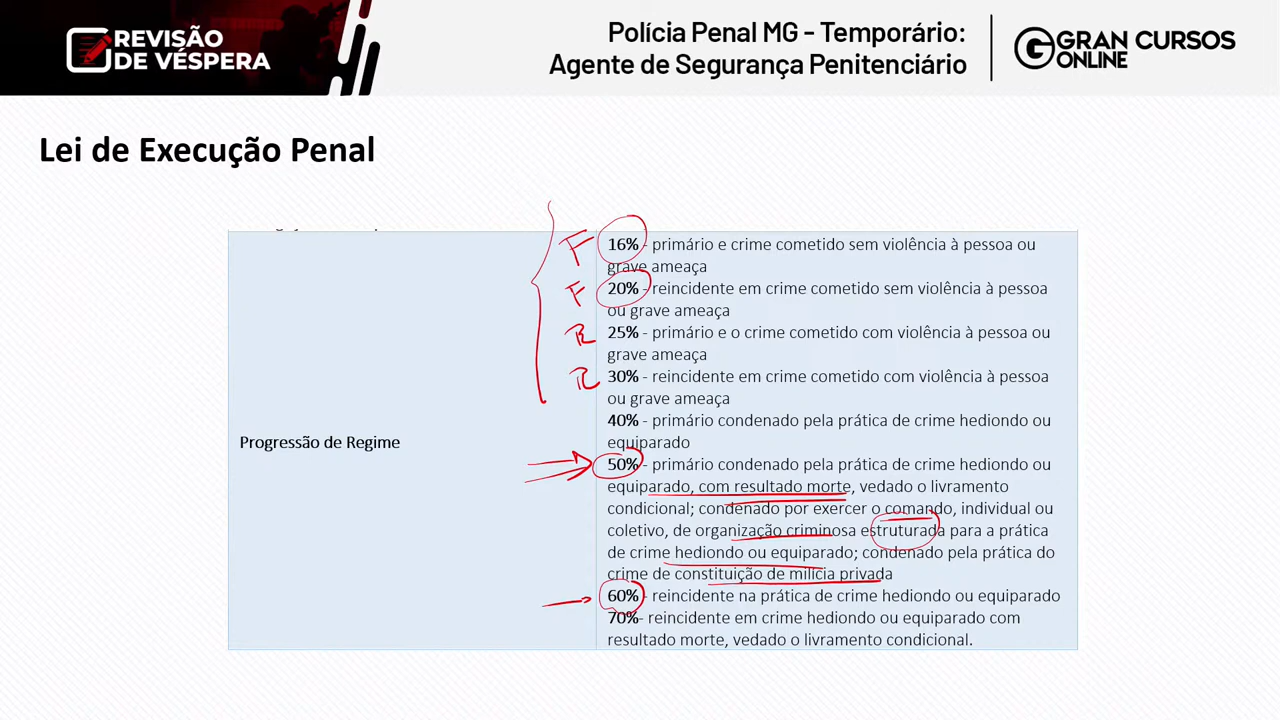 REVISÃO
DE VÉSPERA
Polícia Penal MG - Temporário:
Agente de Segurança Penitenciário
GRAN CURSOS
ONLINE
Lei de Execução Penal
Progressão de Regime
F 16% - primário e crime cometido sem violência à pessoa ou
grave ameaça
F 20% - reincidente em crime cometido sem violência à pessoa
ou grave ameaça
R 25% - primário e o crime cometido com violência à pessoa ou
grave ameaça
R 30% - reincidente em crime cometido com violência à pessoa
ou grave ameaça
40% - primário condenado pela prática de crime hediondo ou
equiparado
50% - primário condenado pela prática de crime hediondo ou
equiparado, com resultado morte, vedado o livramento
condicional; condenado por exercer o comando, individual ou
coletivo, de organização criminosa estruturada para a prática
de crime hediondo ou equiparado; condenado pela prática do
crime de constituição de milícia privada
60% - reincidente na prática de crime hediondo ou equiparado
70%- reincidente em crime hediondo ou equiparado com
resultado morte, vedado o livramento condicional.